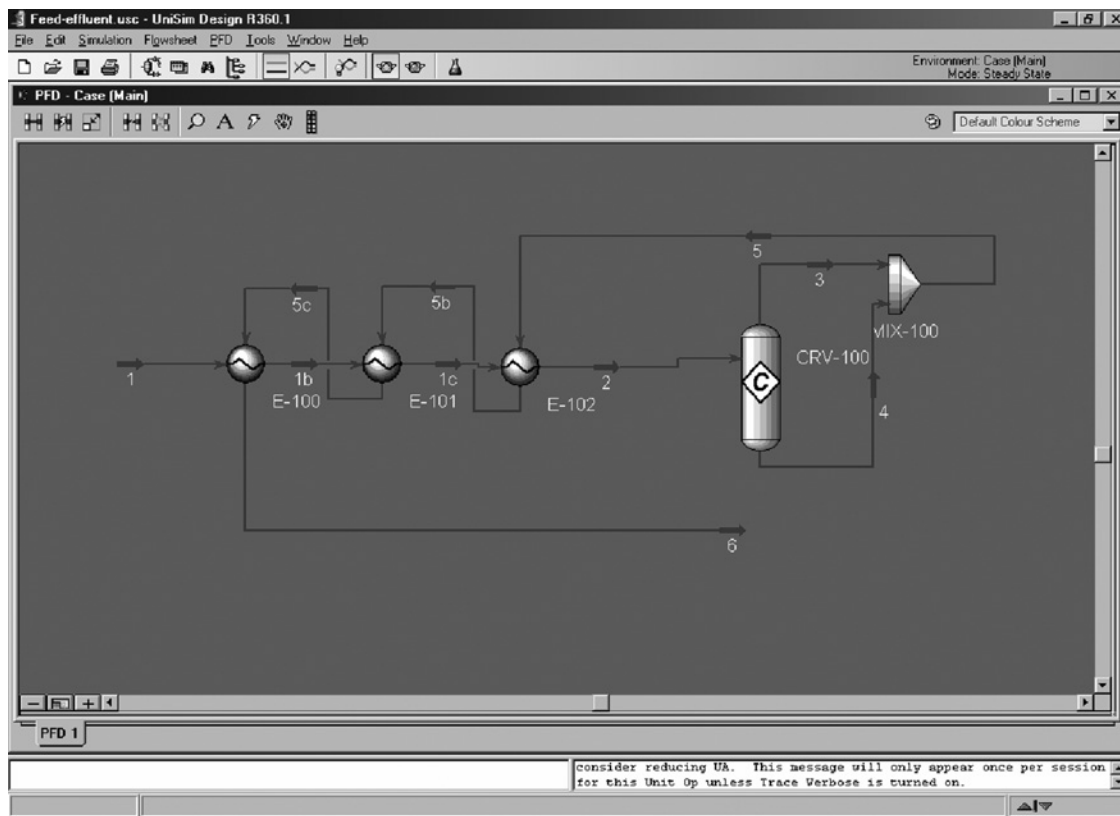 Feed-effluent.usc - UniSim Design R360.1
File Edit Simulation Flowsheet PFD Tools Window Help
Environment: Case (Main)
Mode: Steady State
PFD - Case (Main)
A
Default Colour Scheme
5
3
5c
5b
MIX-100
CRV-100
1
1b
1c
2
E-100
E-101
E-102
C
4
6
PFD 1
consider reducing UA. This message will only appear once per session
for this Unit Op unless Trace Verbose is turned on.